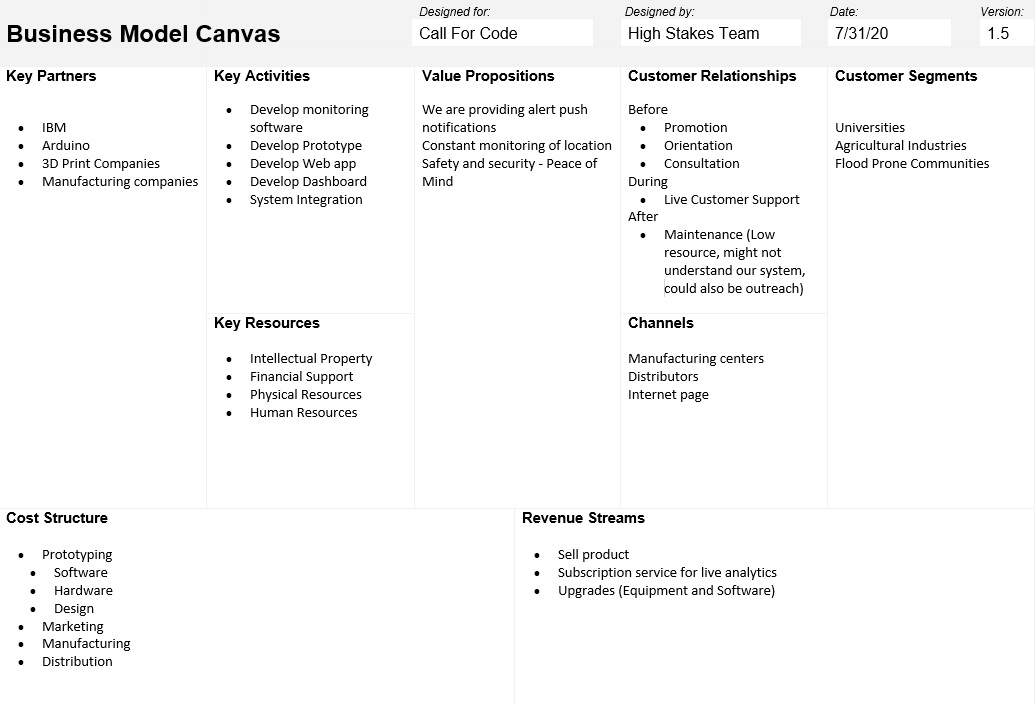 Business Model Canvas
Designed for:
Call For Code
Designed by:
High Stakes Team
Date:
7/31/20
Version:
1.5
Key Partners
• IBM
• Arduino
• 3D Print Companies
• Manufacturing companies
Key Activities
• Develop monitoring
software
• Develop Prototype
• Develop Web app
• Develop Dashboard
• System Integration
Key Resources
• Intellectual Property
• Financial Support
• Physical Resources
• Human Resources
Value Propositions
We are providing alert push
notifications
Constant monitoring of location
Safety and security - Peace of
Mind
Customer Relationships
Before
• Promotion
• Orientation
• Consultation
During
• Live Customer Support
After
• Maintenance (Low
resource, might not
understand our system,
could also be outreach)
Channels
Manufacturing centers
Distributors
Internet page
Customer Segments
Universities
Agricultural Industries
Flood Prone Communities
Cost Structure
• Prototyping
• Software
• Hardware
• Design
• Marketing
• Manufacturing
• Distribution
Revenue Streams
• Sell product
• Subscription service for live analytics
• Upgrades (Equipment and Software)